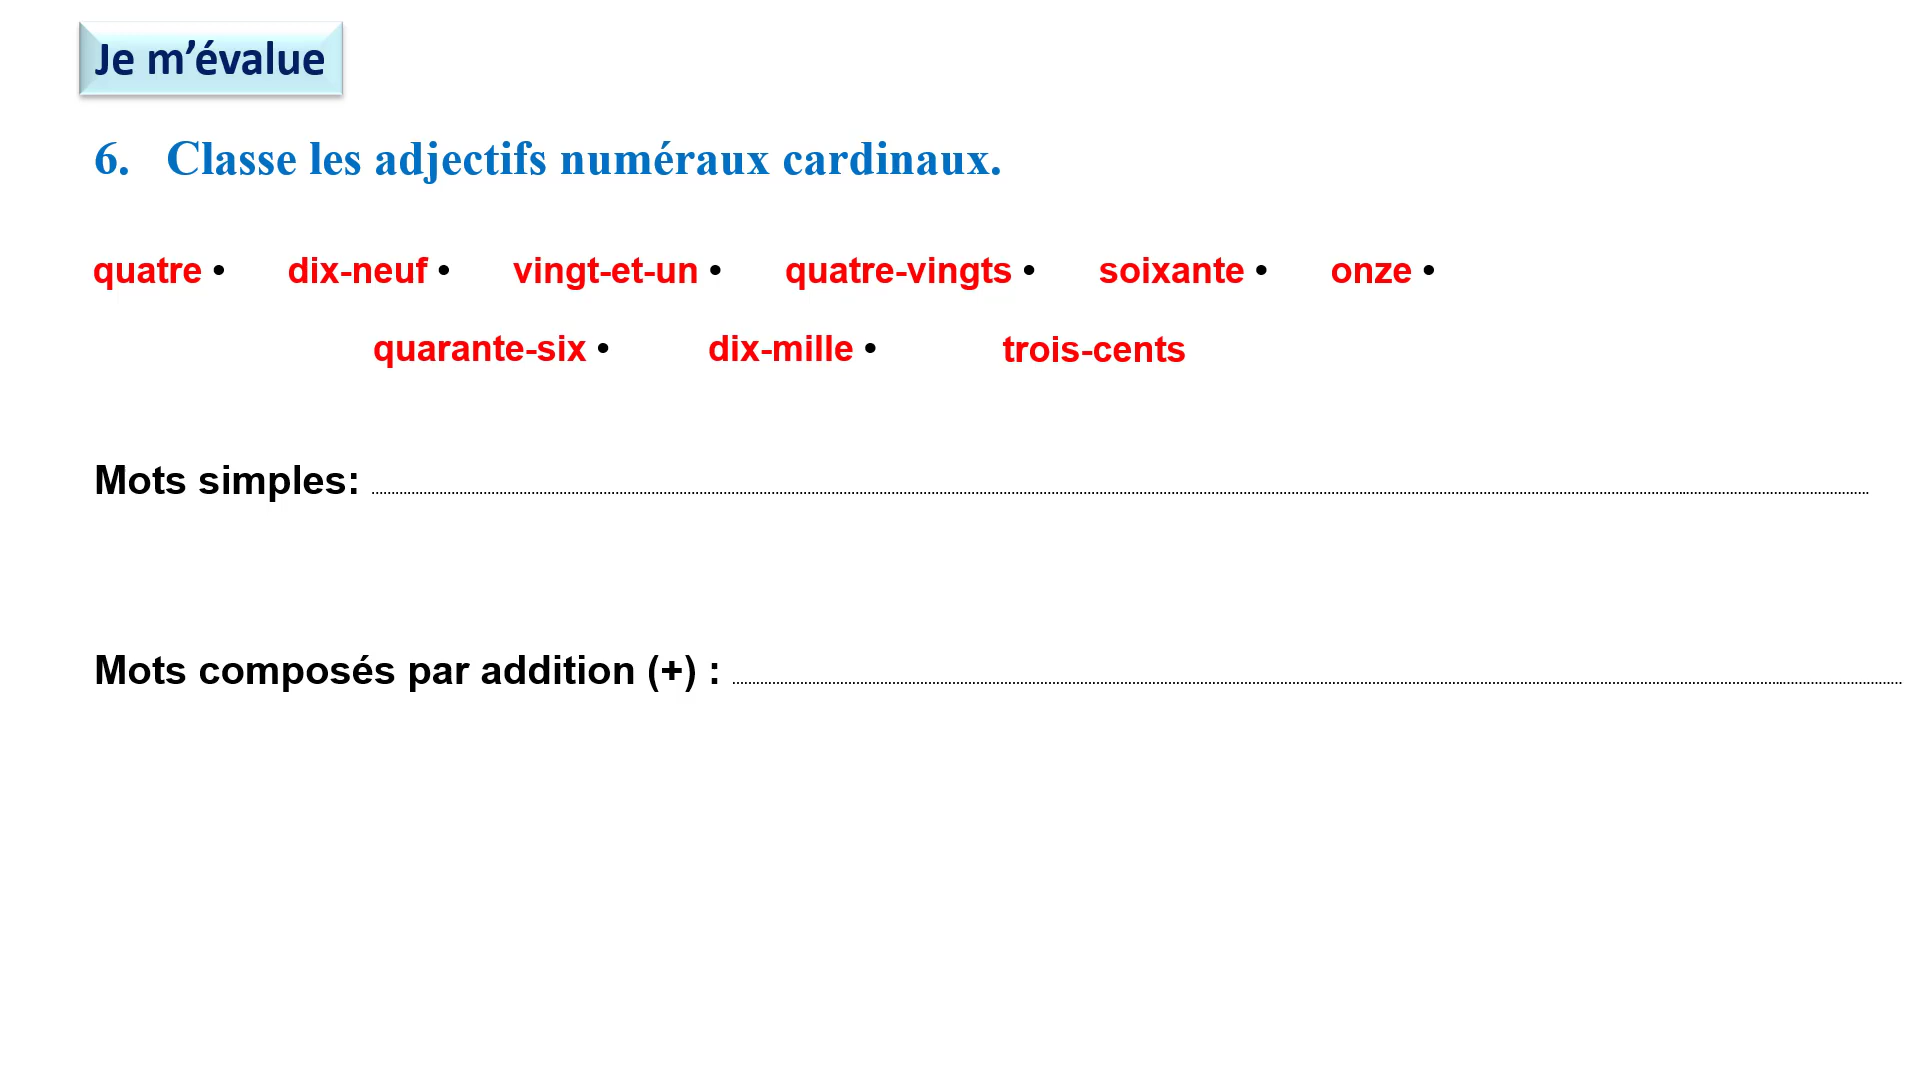 Je m’évalue
6. Classe les adjectifs numéraux cardinaux.
quatre • dix-neuf • vingt-et-un • quatre-vingts • soixante • onze •
quarante-six • dix-mille • trois-cents
Mots simples:
Mots composés par addition (+) :